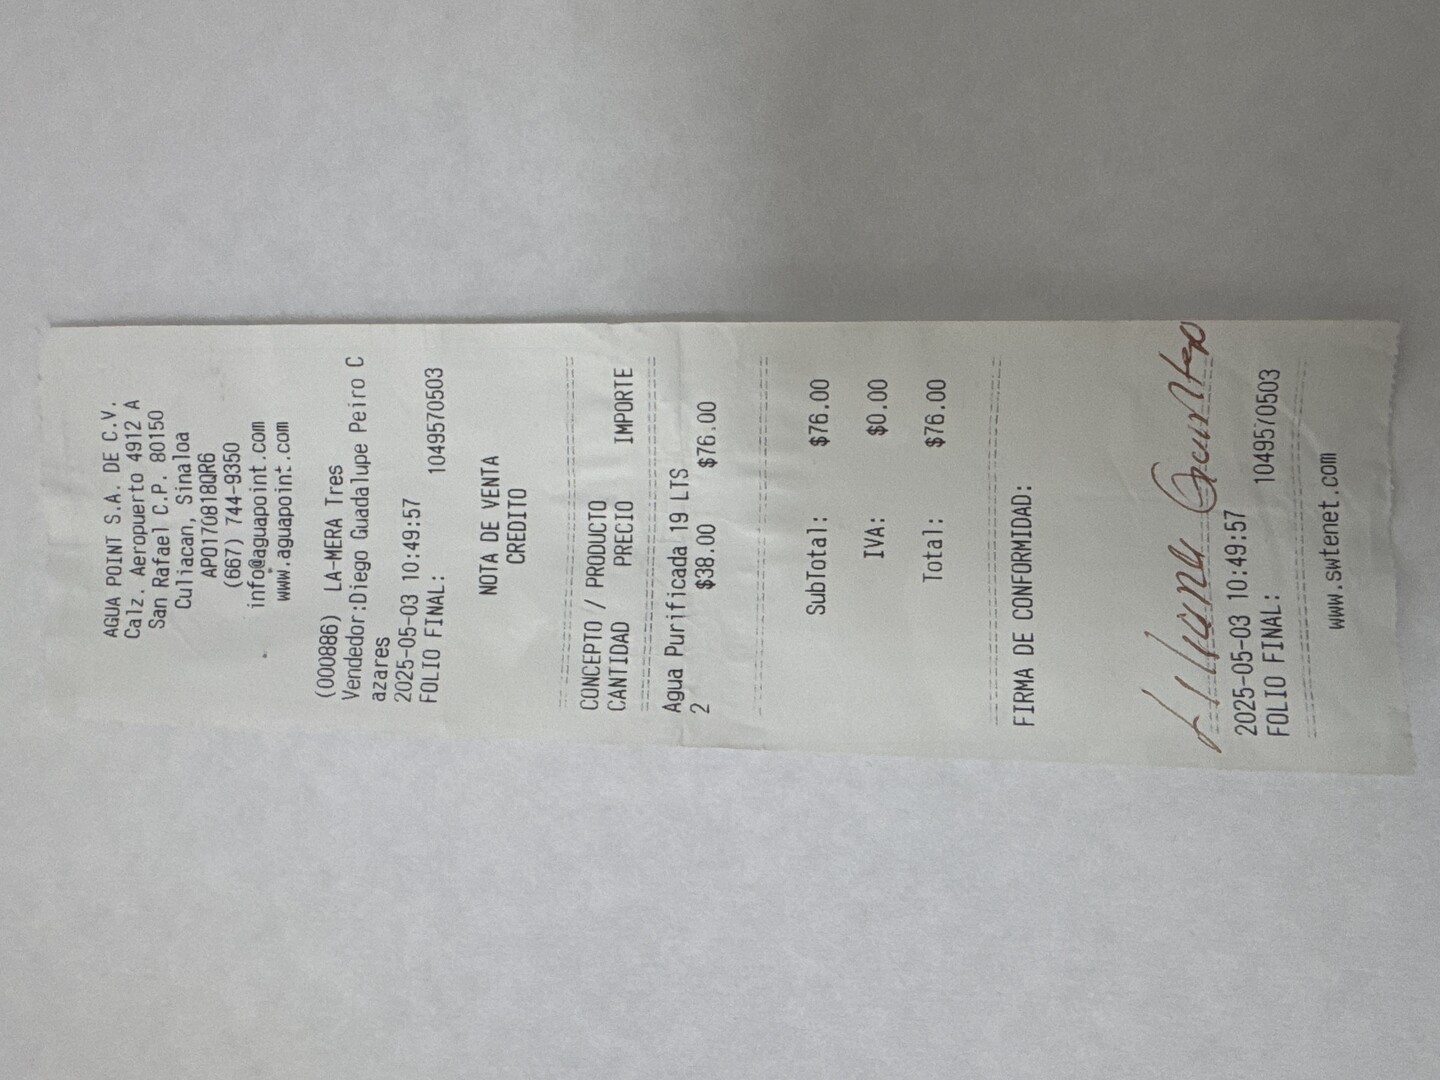 AGUA POINT S.A. DE C.V.
Calz. Aeropuerto 4912 A
San Rafael C.P. 80150
Culiacan, Sinaloa
APO170818QR6
(667) 744-9350
info@aguapoint.com
www.aguapoint.com
(000886) LA-MERA Tres
Vendedor:Diego Guadalupe Peiro C
azares
2025-05-03 10:49:57
FOLIO FINAL: 1049570503
NOTA DE VENTA
CREDITO
CONCEPTO / PRODUCTO
CANTIDAD PRECIO IMPORTE
Agua Purificada 19 LTS
2 $38.00 $76.00
SubTotal: $76.00
IVA: $0.00
Total: $76.00
FIRMA DE CONFORMIDAD:
Liliana Quintero
2025-05-03 10:49:57
FOLIO FINAL: 1049570503
www.swtenet.com